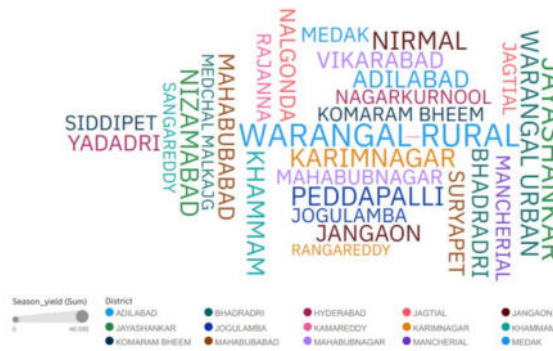 NALGONDA
RAJANNA
MEDAK
NIRMAL
VIKARABAD
ADILABAD
NAGARKURNOOL
KOMARAM BHEEM
JAGTIAL
WARANGAL URBAN
JAYASHANKAR
SIDDIPET
YADADRI
SANGAREDDY
NIZAMABAD
MEDCHAL MALKAJG
MAHABUBABAD
WARANGAL RURAL
KHAMMAM
KARIMNAGAR
MAHABUBNAGAR
PEDDAPALLI
JOGULAMBA
JANGAON
RANGAREDDY
SURYAPET
BHADRADRI
MANCHERIAL
Season_yield (Sum)
0
District
ADILABAD
BHADRADRI
HYDERABAD
JAGTIAL
JANGAON
JAYASHANKAR
JOGULAMBA
KAMAREDDY
KARIMNAGAR
KHAMMAM
KOMARAM BHEEM
MAHABUBABAD
MAHABUBNAGAR
MANCHERIAL
MEDAK